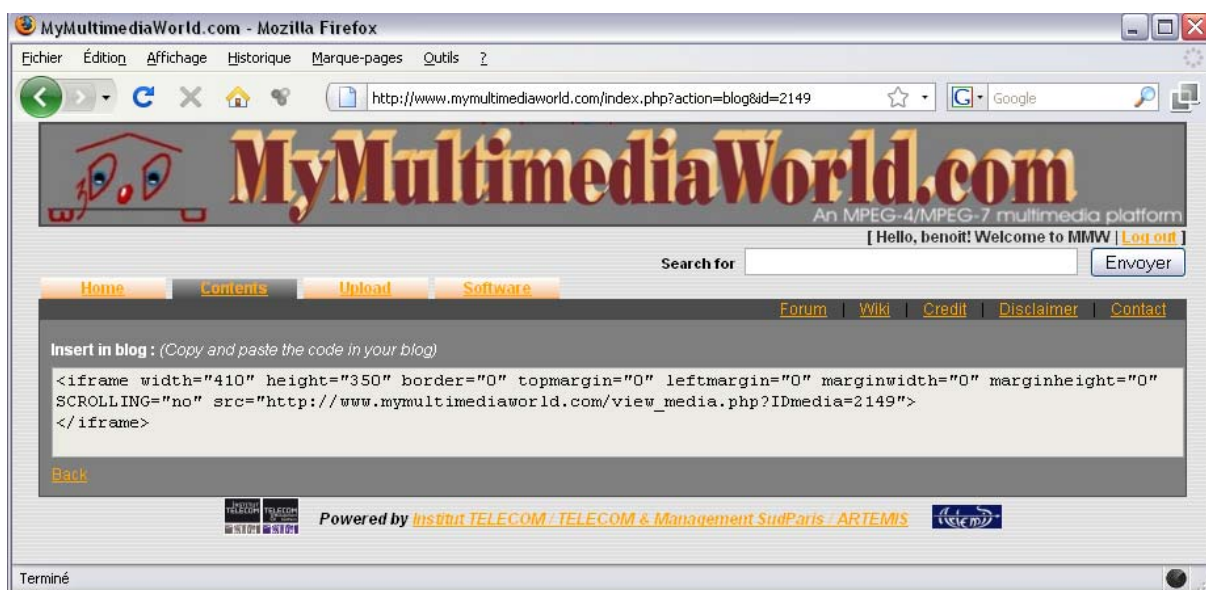 MyMultimediaWorld.com - Mozilla Firefox
Fichier Édition Affichage Historique Marque-pages Outils ?
http://www.mymultimediaworld.com/index.php?action=blog&id=2149 G Google
MyMultimediaWorld.com
An MPEG-4/MPEG-7 multimedia platform
[ Hello, benoit! Welcome to MMW | Log out ]
Search for Envoyer
Home Contents Upload Software
Forum | Wiki | Credit | Disclaimer | Contact
Insert in blog : (Copy and paste the code in your blog)
<iframe width="410" height="350" border="0" topmargin="0" leftmargin="0" marginwidth="0" marginheight="0"
SCROLLING="no" src="http://www.mymultimediaworld.com/view_media.php?IDmedia=2149">
</iframe>
Back
Powered by Institut TELECOM / TELECOM & Management SudParis / ARTEMIS
Terminé